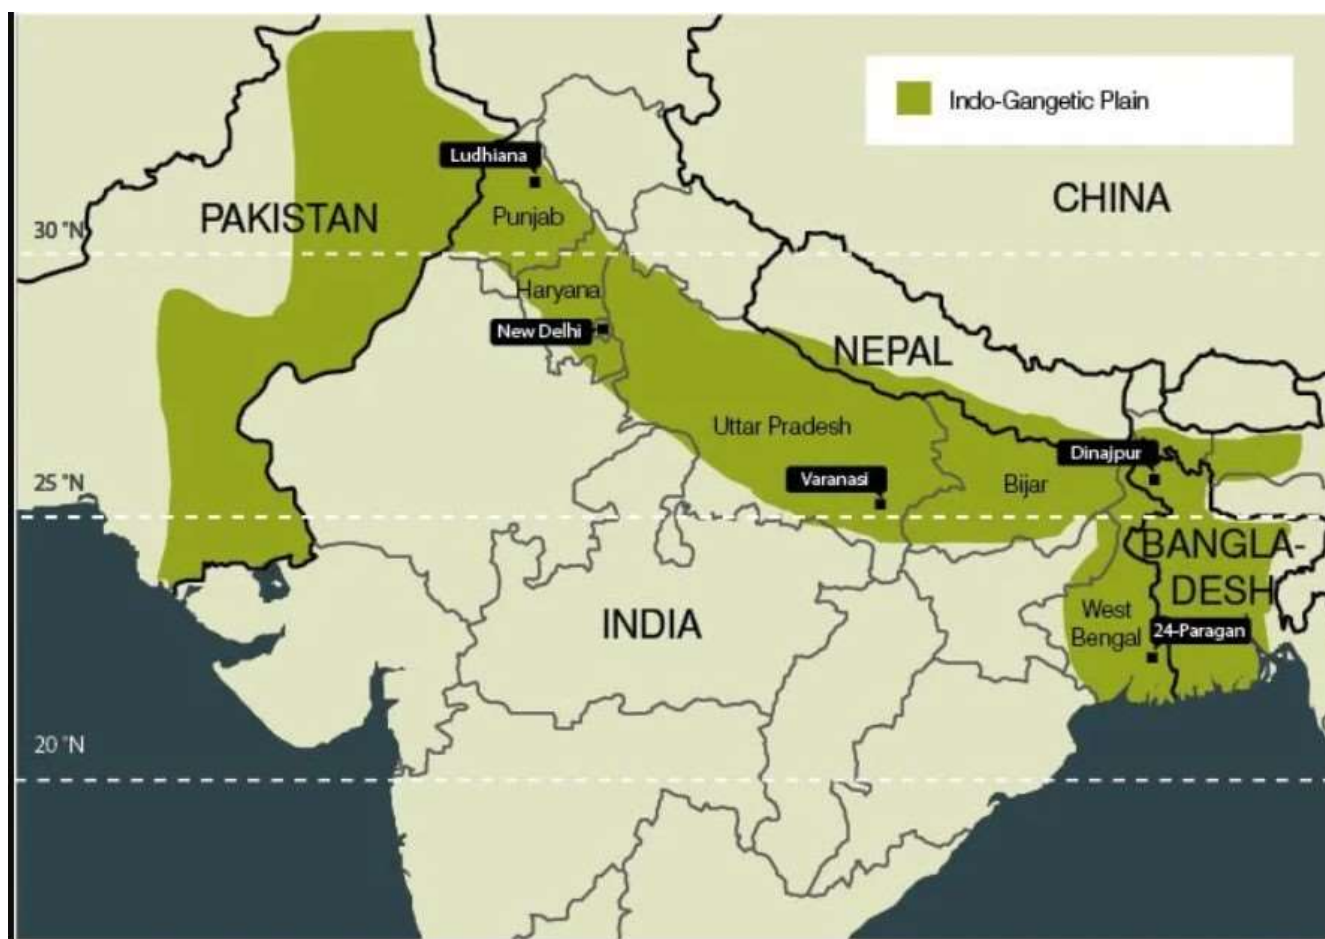 Indo-Gangetic Plain
Ludhiana
CHINA
PAKISTAN
Punjab
30 °N
Haryana
New Delhi
NEPAL
Uttar Pradesh
Dinajpur
Varanasi
Bijar
25 °N
BANGLA-
DESH
West
Bengal
24-Paragan
INDIA
20 °N